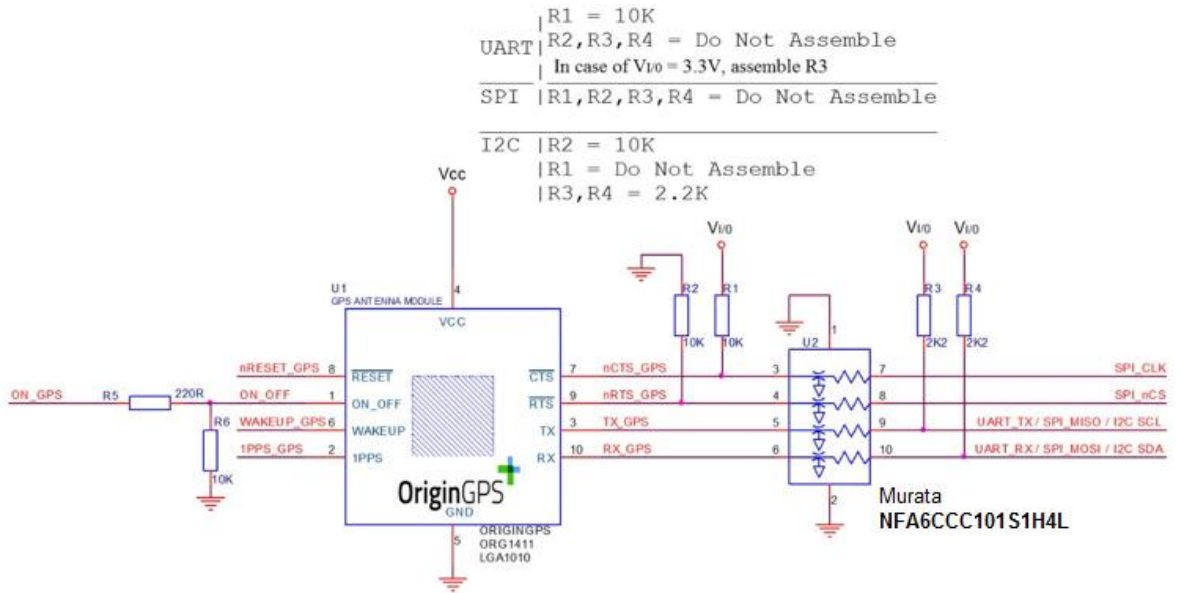 R1 = 10K
UART R2,R3,R4 = Do Not Assemble
In case of VI/0 = 3.3V, assemble R3
SPI |R1,R2,R3,R4 = Do Not Assemble
I2C |R2 = 10K
|R1 = Do Not Assemble
|R3,R4 = 2.2K
Vcc
VI/0
VI/0 VI/0
U1
GPS ANTENNA MODULE
4
VCC
R2 R1
10K 10K
R3 R4
2K2 2K2
1
U2
nRESET_GPS 8 RESET
ON_GPS R5 220R ON_OFF 1 ON_OFF
R6
10K
WAKEUP_GPS 6 WAKEUP
1PPS_GPS 2 1PPS
CTS 7 nCTS_GPS 3 7 SPI_CLK
RTS 9 nRTS_GPS 4 8 SPI_nCS
TX 3 TX_GPS 5 9 UART_TX / SPI_MISO / I2C SCL
RX 10 RX_GPS 6 10 UART_RX / SPI_MOSI / I2C SDA
OriginGPS
GND
5
ORIGINGPS
ORG1411
LGA1010
2
Murata
NFA6CCC101S1H4L